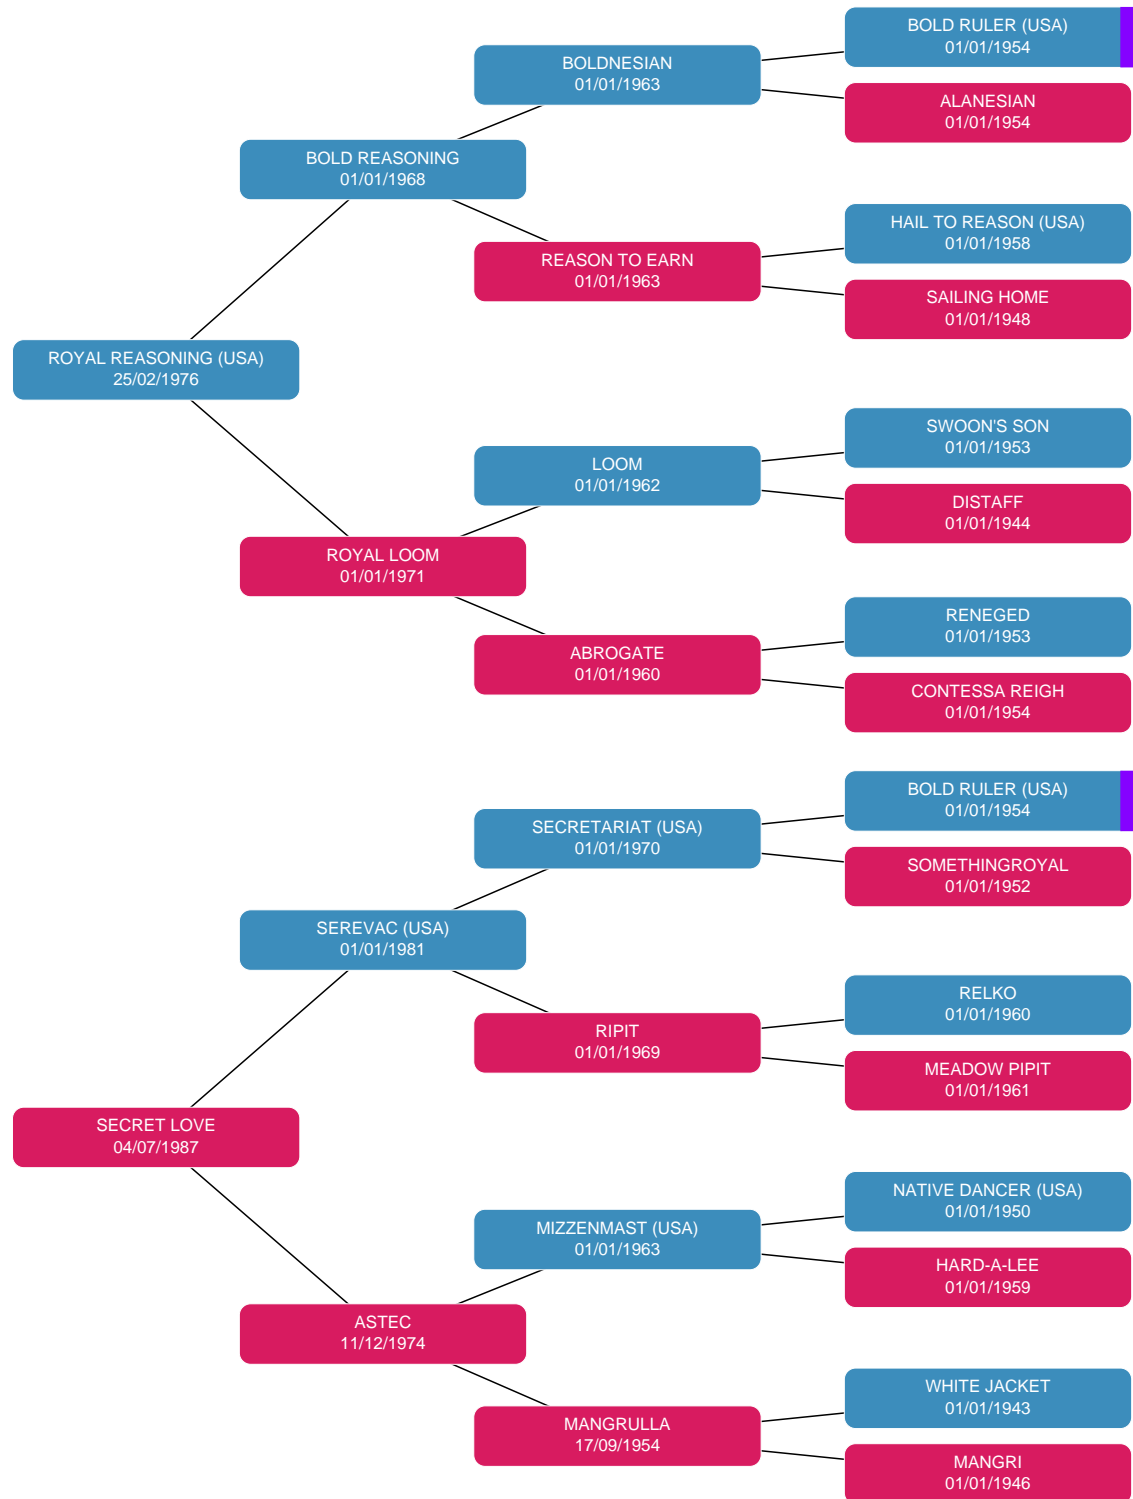 BOLD RULER (USA)
01/01/1954
BOLDNESIAN
01/01/1963
ALANESIAN
01/01/1954
BOLD REASONING
01/01/1968
HAIL TO REASON (USA)
01/01/1958
REASON TO EARN
01/01/1963
SAILING HOME
01/01/1948
ROYAL REASONING (USA)
25/02/1976
SWOON'S SON
01/01/1953
LOOM
01/01/1962
DISTAFF
01/01/1944
ROYAL LOOM
01/01/1971
RENEGED
01/01/1953
ABROGATE
01/01/1960
CONTESSA REIGH
01/01/1954
BOLD RULER (USA)
01/01/1954
SECRETARIAT (USA)
01/01/1970
SOMETHINGROYAL
01/01/1952
SEREVAC (USA)
01/01/1981
RELKO
01/01/1960
RIPIT
01/01/1969
MEADOW PIPIT
01/01/1961
SECRET LOVE
04/07/1987
NATIVE DANCER (USA)
01/01/1950
MIZZENMAST (USA)
01/01/1963
HARD-A-LEE
01/01/1959
ASTEC
11/12/1974
WHITE JACKET
01/01/1943
MANGRULLA
17/09/1954
MANGRI
01/01/1946